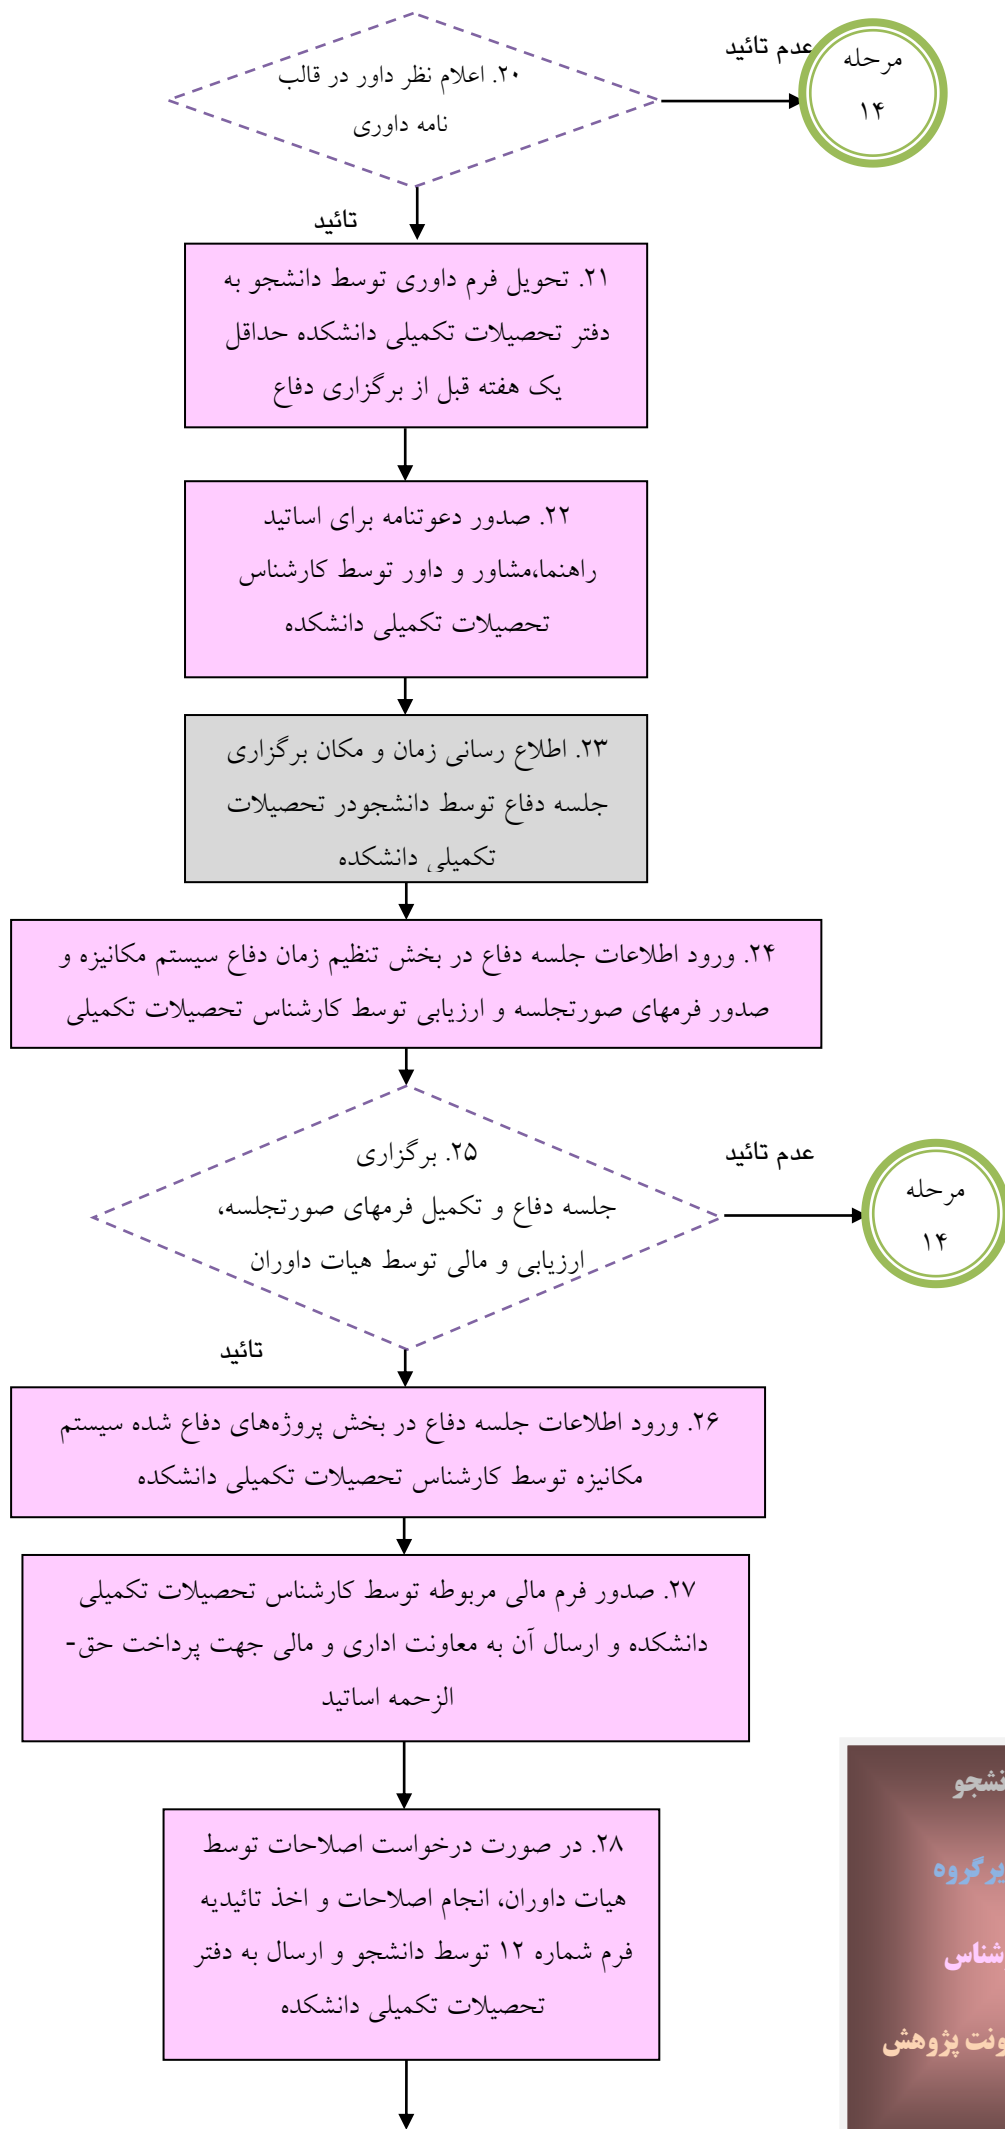 ۲۰. اعلام نظر داور در قالب
نامه داوری
عدم تائید
مرحله
۱۴
تائید
۲۱. تحویل فرم داوری توسط دانشجو به
دفتر تحصیلات تکمیلی دانشکده حداقل
یک هفته قبل از برگزاری دفاع
۲۲. صدور دعوتنامه برای اساتید
راهنما،مشاور و داور توسط کارشناس
تحصیلات تکمیلی دانشکده
۲۳. اطلاع رسانی زمان و مکان برگزاری
جلسه دفاع توسط دانشجودر تحصیلات
تکمیلی دانشکده
۲۴. ورود اطلاعات جلسه دفاع در بخش تنظیم زمان دفاع سیستم مکانیزه و
صدور فرمهای صورتجلسه و ارزیابی توسط کارشناس تحصیلات تکمیلی
۲۵. برگزاری
جلسه دفاع و تکمیل فرمهای صورتجلسه،
ارزیابی و مالی توسط هیات داوران
عدم تائید
مرحله
۱۴
تائید
۲۶. ورود اطلاعات جلسه دفاع در بخش پروژه‌های دفاع شده سیستم
مکانیزه توسط کارشناس تحصیلات تکمیلی دانشکده
۲۷. صدور فرم مالی مربوطه توسط کارشناس تحصیلات تکمیلی
دانشکده و ارسال آن به معاونت اداری و مالی جهت پرداخت حق-
الزحمه اساتید
۲۸. در صورت درخواست اصلاحات توسط
هیات داوران، انجام اصلاحات و اخذ تائیدیه
فرم شماره ۱۲ توسط دانشجو و ارسال به دفتر
تحصیلات تکمیلی دانشکده
پژوهش